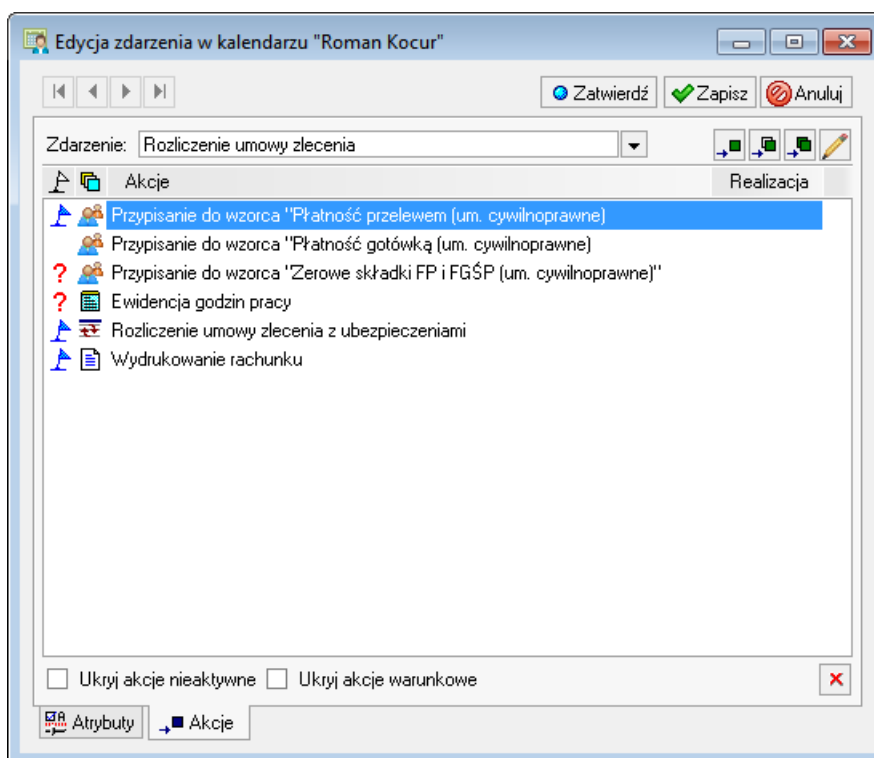 Edycja zdarzenia w kalendarzu "Roman Kocur"
Zatwierdź Zapisz Anuluj
Zdarzenie: Rozliczenie umowy zlecenia
Akcje Realizacja
Przypisanie do wzorca "Płatność przelewem (um. cywilnoprawne)
Przypisanie do wzorca "Płatność gotówką (um. cywilnoprawne)
? Przypisanie do wzorca "Zerowe składki FP i FGŚP (um. cywilnoprawne)"
? Ewidencja godzin pracy
Rozliczenie umowy zlecenia z ubezpieczeniami
Wydrukowanie rachunku
Ukryj akcje nieaktywne Ukryj akcje warunkowe
Atrybuty Akcje